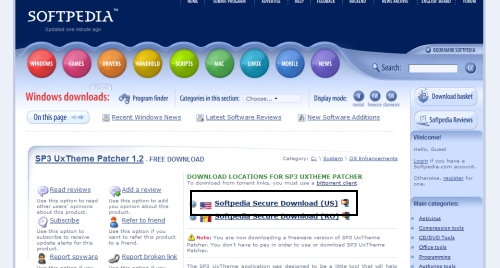 HOME SUBMIT PROGRAM ADVERTISE HELP FEEDBACK BACKEND NEWS ARCHIVE ENGLISH BOARD FORUM
SOFTPEDIA™
Updated one minute ago
BOOKMARK SOFTPEDIA
WINDOWS GAMES DRIVERS HANDHELD SCRIPTS MAC LINUX MOBILE NEWS
Search:
Windows downloads: Program finder Categories in this section: Choose... Display mode:
normal freeware shareware
Download basket
On this page Recent Windows News Latest Software Reviews New Software Additions
Softpedia Reviews
Welcome!
Hello, Guest
Login if you have a Softpedia.com account.
Otherwise, register for one.
Main categories:
Antivirus
Compression tools
CD/DVD Tools
Office tools
Programming
Authoring tools
SP3 UxTheme Patcher 1.2 - FREE DOWNLOAD
Category: C:\ System\ OS Enhancements
Read reviews
Use this option to read other users' opinions about this product.
Add a review
Use this option to add you opinion about this product.
Subscribe
Use this option to subscribe to receive update alerts for this product.
Refer to friend
Use this option if you want to refer this product to a friend.
Report spyware
Report broken link
DOWNLOAD LOCATIONS FOR SP3 UXTHEME PATCHER
To download from torrent links, you must use a bittorrent client.
Softpedia Secure Download (US)
Softpedia Secure Download (RO)
Note: You are now downloading a freeware version of SP3 UxTheme Patcher. You don't have to pay in order to use or download SP3 UxTheme Patcher.
The SP3 UxTheme application was designed to be a little tool that will help